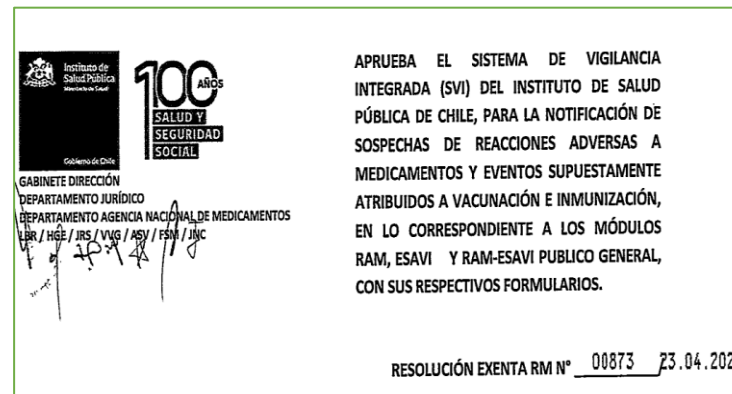 Instituto de
Salud Pública
Ministerio de Salud
Gobierno de Chile
100 AÑOS
SALUD Y
SEGURIDAD
SOCIAL
GABINETE DIRECCIÓN
DEPARTAMENTO JURÍDICO
DEPARTAMENTO AGENCIA NACIONAL DE MEDICAMENTOS
LBR / HGE / JRS / VVG / ASV / FSM / JNC
APRUEBA EL SISTEMA DE VIGILANCIA
INTEGRADA (SVI) DEL INSTITUTO DE SALUD
PÚBLICA DE CHILE, PARA LA NOTIFICACIÓN DE
SOSPECHAS DE REACCIONES ADVERSAS A
MEDICAMENTOS Y EVENTOS SUPUESTAMENTE
ATRIBUIDOS A VACUNACIÓN E INMUNIZACIÓN,
EN LO CORRESPONDIENTE A LOS MÓDULOS
RAM, ESAVI Y RAM-ESAVI PUBLICO GENERAL,
CON SUS RESPECTIVOS FORMULARIOS.
RESOLUCIÓN EXENTA RM N° 00873 23.04.202